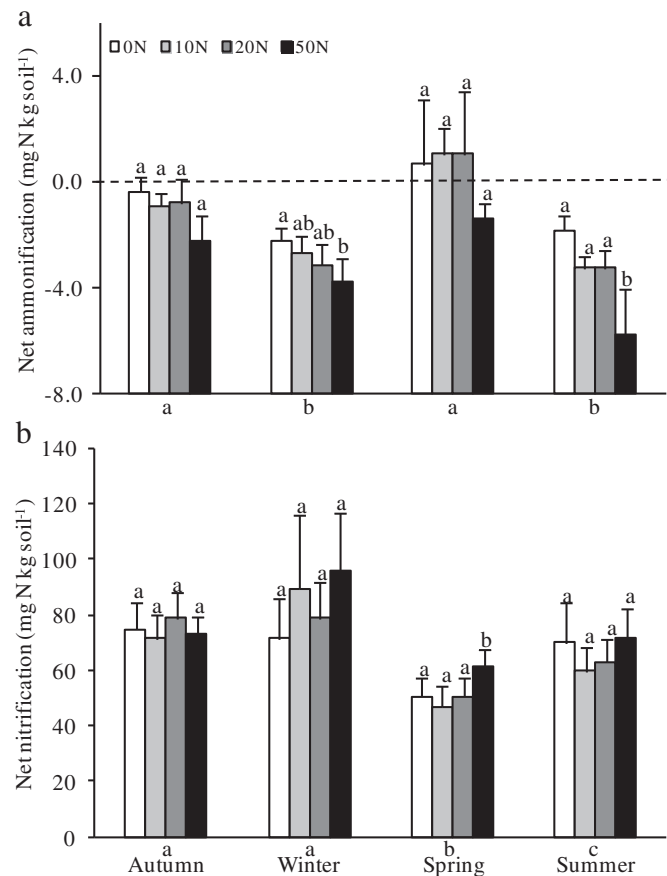 a
0N 10N 20N 50N
Net ammonification (mg N kg soil-1)
4.0
0.0
-4.0
-8.0
a a a a
a ab ab b
a a a a
a a a b
a b a b
b
Net nitrification (mg N kg soil-1)
140
120
100
80
60
40
20
0
a a a a
a a a a
a a a b
a a a a
a a b c
Autumn Winter Spring Summer